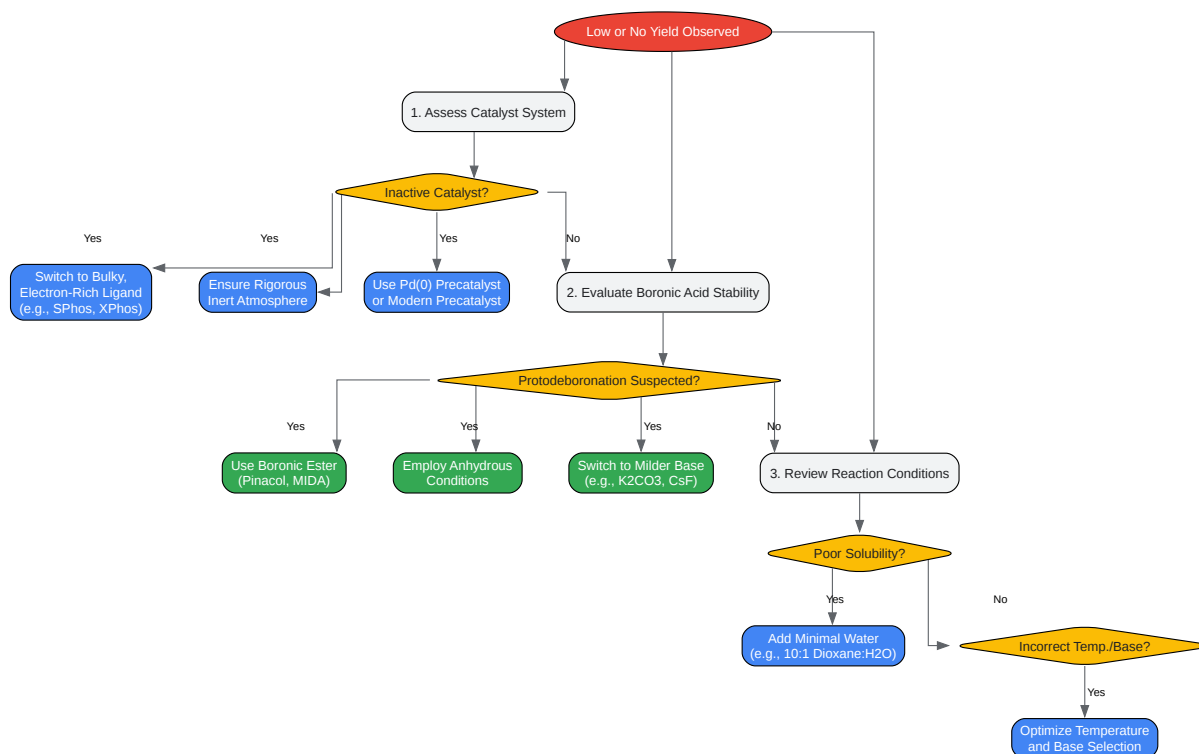 Low or No Yield Observed
1. Assess Catalyst System
Inactive Catalyst?
Yes
Yes
Yes
No
Switch to Bulky,
Electron-Rich Ligand
(e.g., SPhos, XPhos)
Ensure Rigorous
Inert Atmosphere
Use Pd(0) Precatalyst
or Modern Precatalyst
2. Evaluate Boronic Acid Stability
Protodeboronation Suspected?
Yes
Yes
Yes
No
Use Boronic Ester
(Pinacol, MIDA)
Employ Anhydrous
Conditions
Switch to Milder Base
(e.g., K2CO3, CsF)
3. Review Reaction Conditions
Poor Solubility?
Yes
No
Add Minimal Water
(e.g., 10:1 Dioxane:H2O)
Incorrect Temp./Base?
Yes
Optimize Temperature
and Base Selection